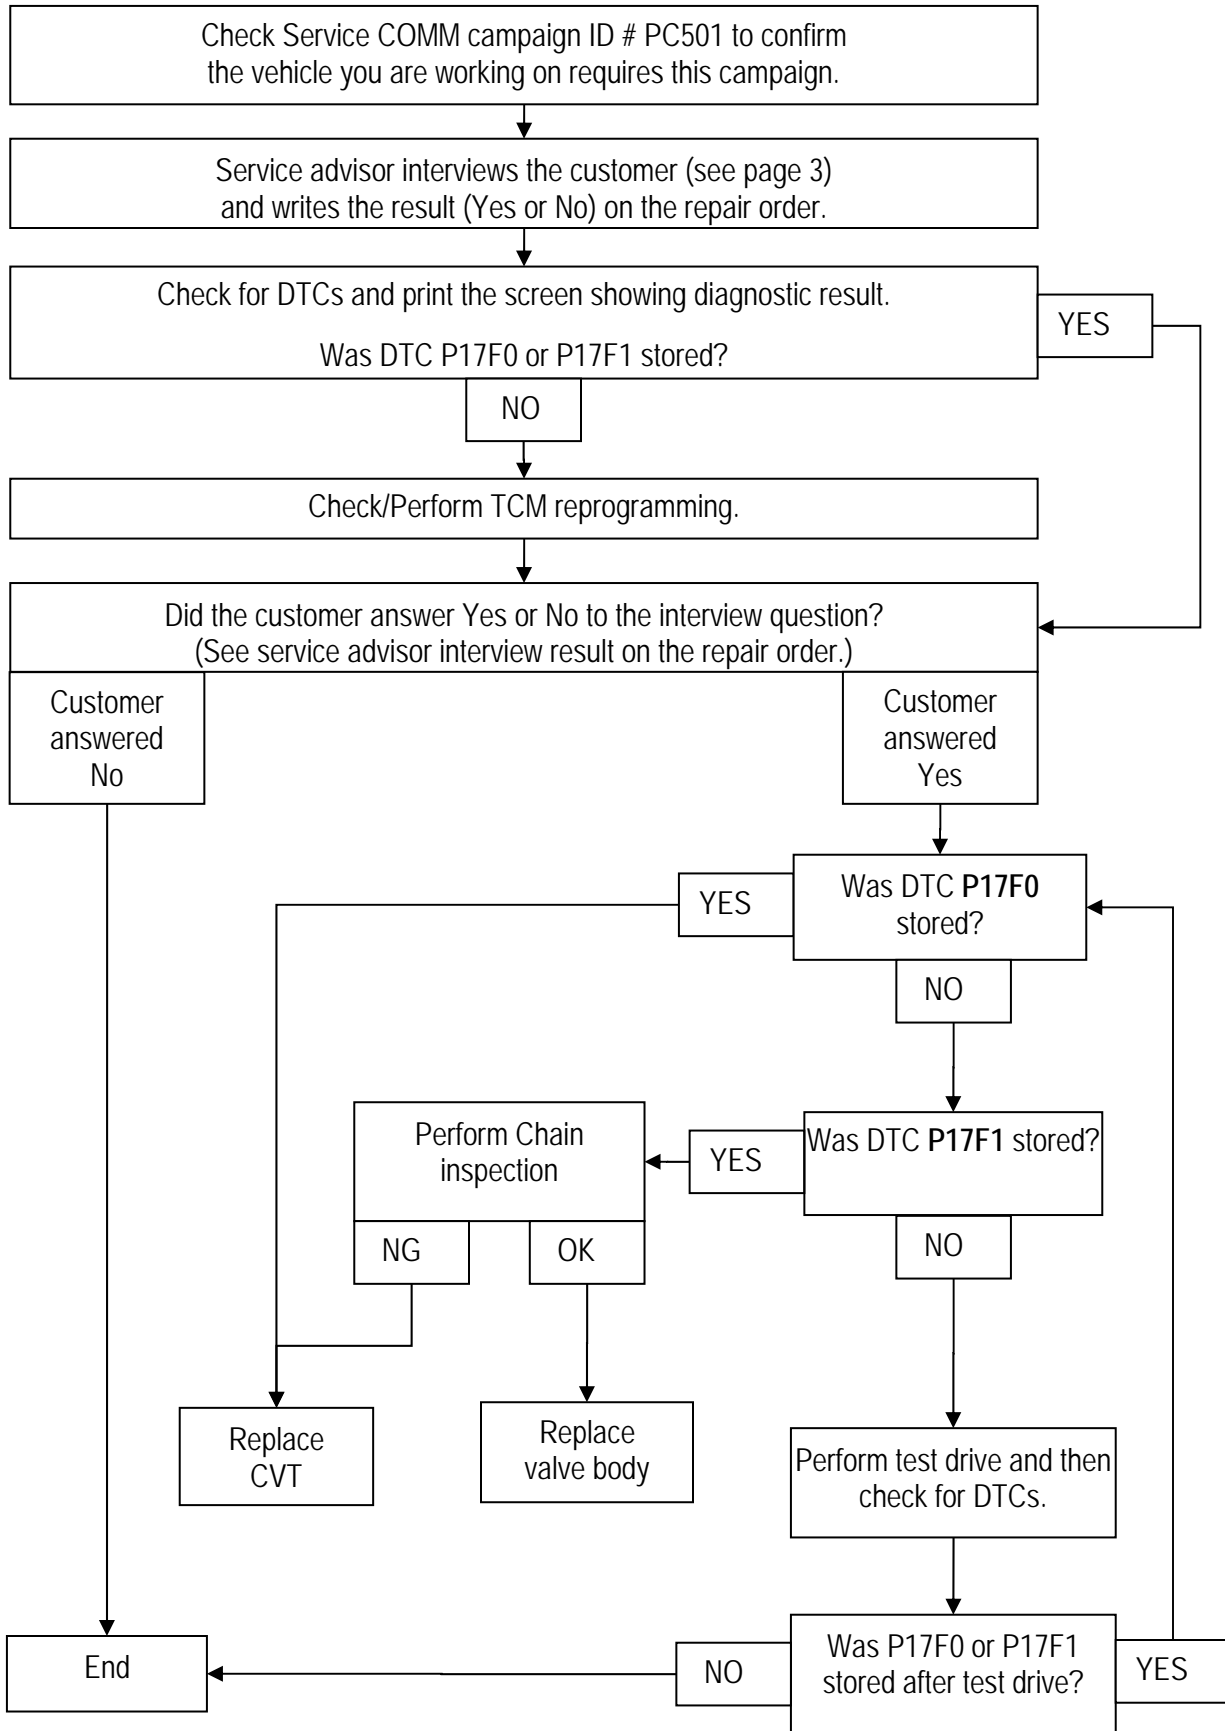 Check Service COMM campaign ID # PC501 to confirm
the vehicle you are working on requires this campaign.
Service advisor interviews the customer (see page 3)
and writes the result (Yes or No) on the repair order.
Check for DTCs and print the screen showing diagnostic result.
Was DTC P17F0 or P17F1 stored?
YES
NO
Check/Perform TCM reprogramming.
Did the customer answer Yes or No to the interview question?
(See service advisor interview result on the repair order.)
Customer
answered
No
Customer
answered
Yes
Was DTC P17F0
stored?
YES
NO
Was DTC P17F1 stored?
YES
NO
Perform Chain
inspection
NG
OK
Replace
CVT
Replace
valve body
Perform test drive and then
check for DTCs.
Was P17F0 or P17F1
stored after test drive?
NO
YES
End